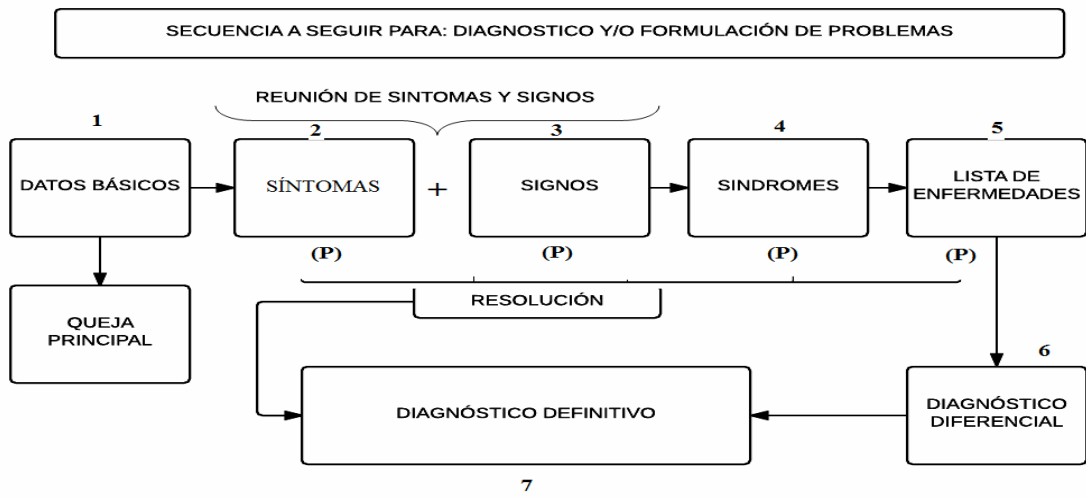 SECUENCIA A SEGUIR PARA: DIAGNOSTICO Y/O FORMULACIÓN DE PROBLEMAS
REUNIÓN DE SINTOMAS Y SIGNOS
1
2
3
4
5
DATOS BÁSICOS
SÍNTOMAS
+
SIGNOS
SINDROMES
LISTA DE
ENFERMEDADES
(P)
(P)
(P)
(P)
RESOLUCIÓN
QUEJA
PRINCIPAL
6
DIAGNÓSTICO DEFINITIVO
DIAGNÓSTICO
DIFERENCIAL
7